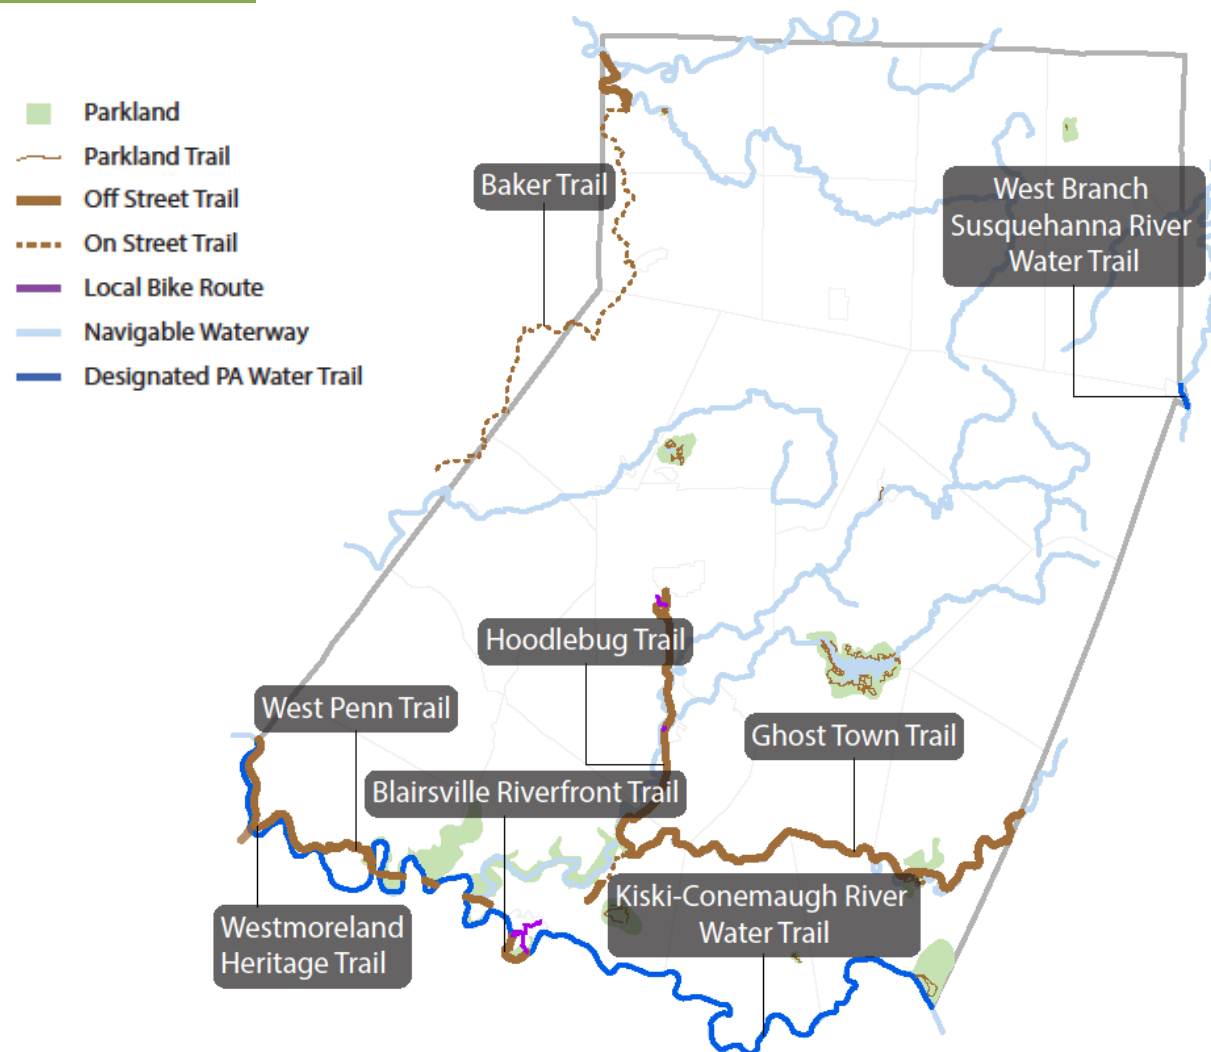 Parkland
Parkland Trail
Off Street Trail
On Street Trail
Local Bike Route
Navigable Waterway
Designated PA Water Trail
Baker Trail
West Branch
Susquehanna River
Water Trail
Hoodlebug Trail
West Penn Trail
Ghost Town Trail
Blairsville Riverfront Trail
Kiski-Conemaugh River
Water Trail
Westmoreland
Heritage Trail